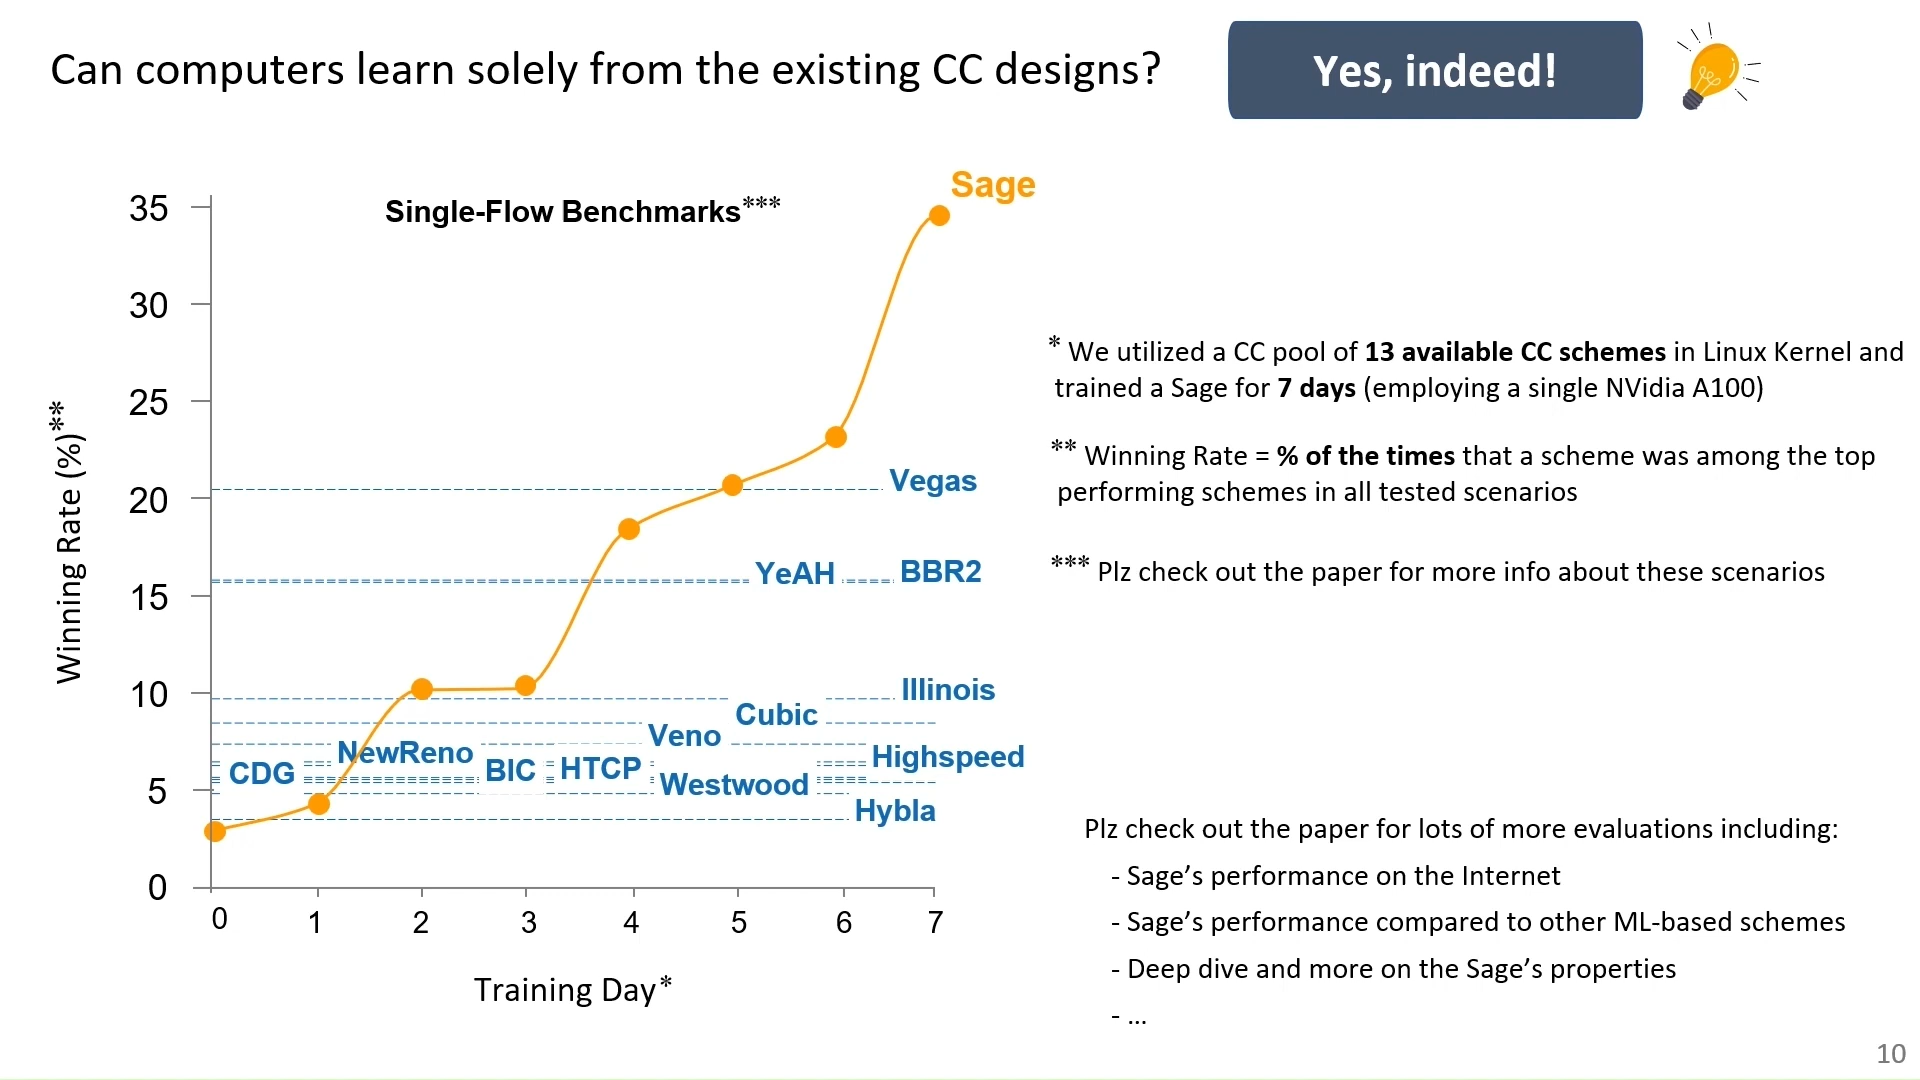 Can computers learn solely from the existing CC designs?
Yes, indeed!
Single-Flow Benchmarks***
Sage
35
30
25
20
15
10
5
0
Winning Rate (%)**
Vegas
YeAH
BBR2
Illinois
Cubic
Veno
NewReno
Highspeed
CDG
BIC
HTCP
Westwood
Hybla
0
1
2
3
4
5
6
7
Training Day*
* We utilized a CC pool of 13 available CC schemes in Linux Kernel and
trained a Sage for 7 days (employing a single NVidia A100)
** Winning Rate = % of the times that a scheme was among the top
performing schemes in all tested scenarios
*** Plz check out the paper for more info about these scenarios
Plz check out the paper for lots of more evaluations including:
- Sage’s performance on the Internet
- Sage’s performance compared to other ML-based schemes
- Deep dive and more on the Sage’s properties
- …
10